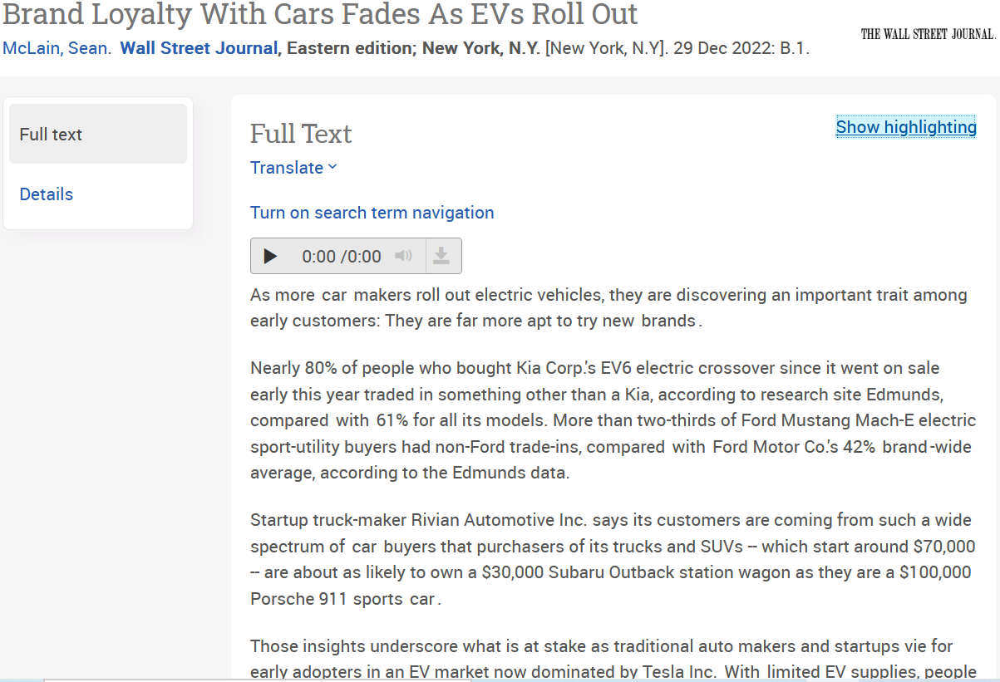 Brand Loyalty With Cars Fades As EVs Roll Out
THE WALL STREET JOURNAL.
McLain, Sean. Wall Street Journal, Eastern edition; New York, N.Y. [New York, N.Y]. 29 Dec 2022: B.1.
Full text
Details
Full Text
Show highlighting
Translate
Turn on search term navigation
0:00 /0:00
As more car makers roll out electric vehicles, they are discovering an important trait among
early customers: They are far more apt to try new brands.
Nearly 80% of people who bought Kia Corp.'s EV6 electric crossover since it went on sale
early this year traded in something other than a Kia, according to research site Edmunds,
compared with 61% for all its models. More than two-thirds of Ford Mustang Mach-E electric
sport-utility buyers had non-Ford trade-ins, compared with Ford Motor Co.'s 42% brand-wide
average, according to the Edmunds data.
Startup truck-maker Rivian Automotive Inc. says its customers are coming from such a wide
spectrum of car buyers that purchasers of its trucks and SUVs -- which start around $70,000
-- are about as likely to own a $30,000 Subaru Outback station wagon as they are a $100,000
Porsche 911 sports car.
Those insights underscore what is at stake as traditional auto makers and startups vie for
early adopters in an EV market now dominated by Tesla Inc. With limited EV supplies, people